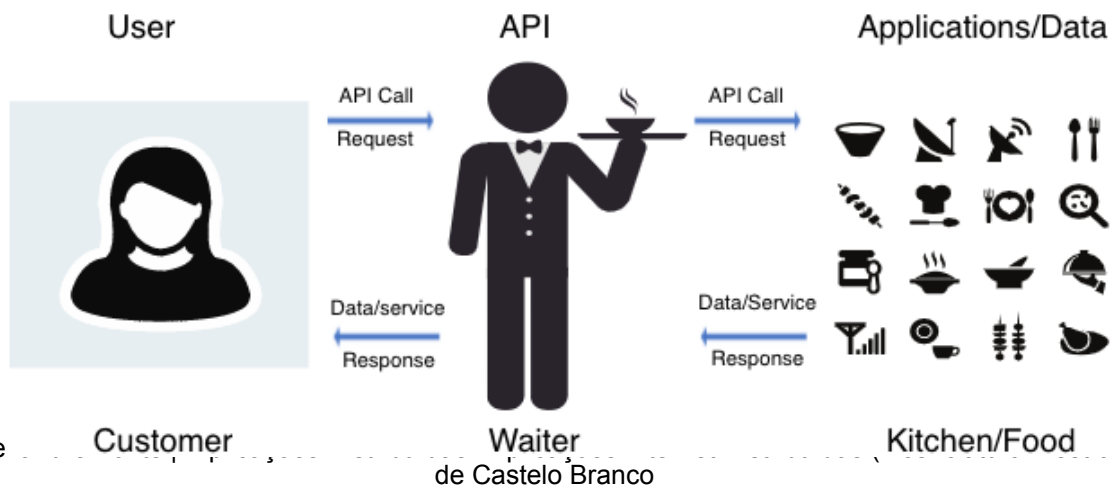 User API Applications/Data
API Call API Call
Request Request
Data/service Data/Service
Response Response
Customer Waiter Kitchen/Food
de Castelo Branco